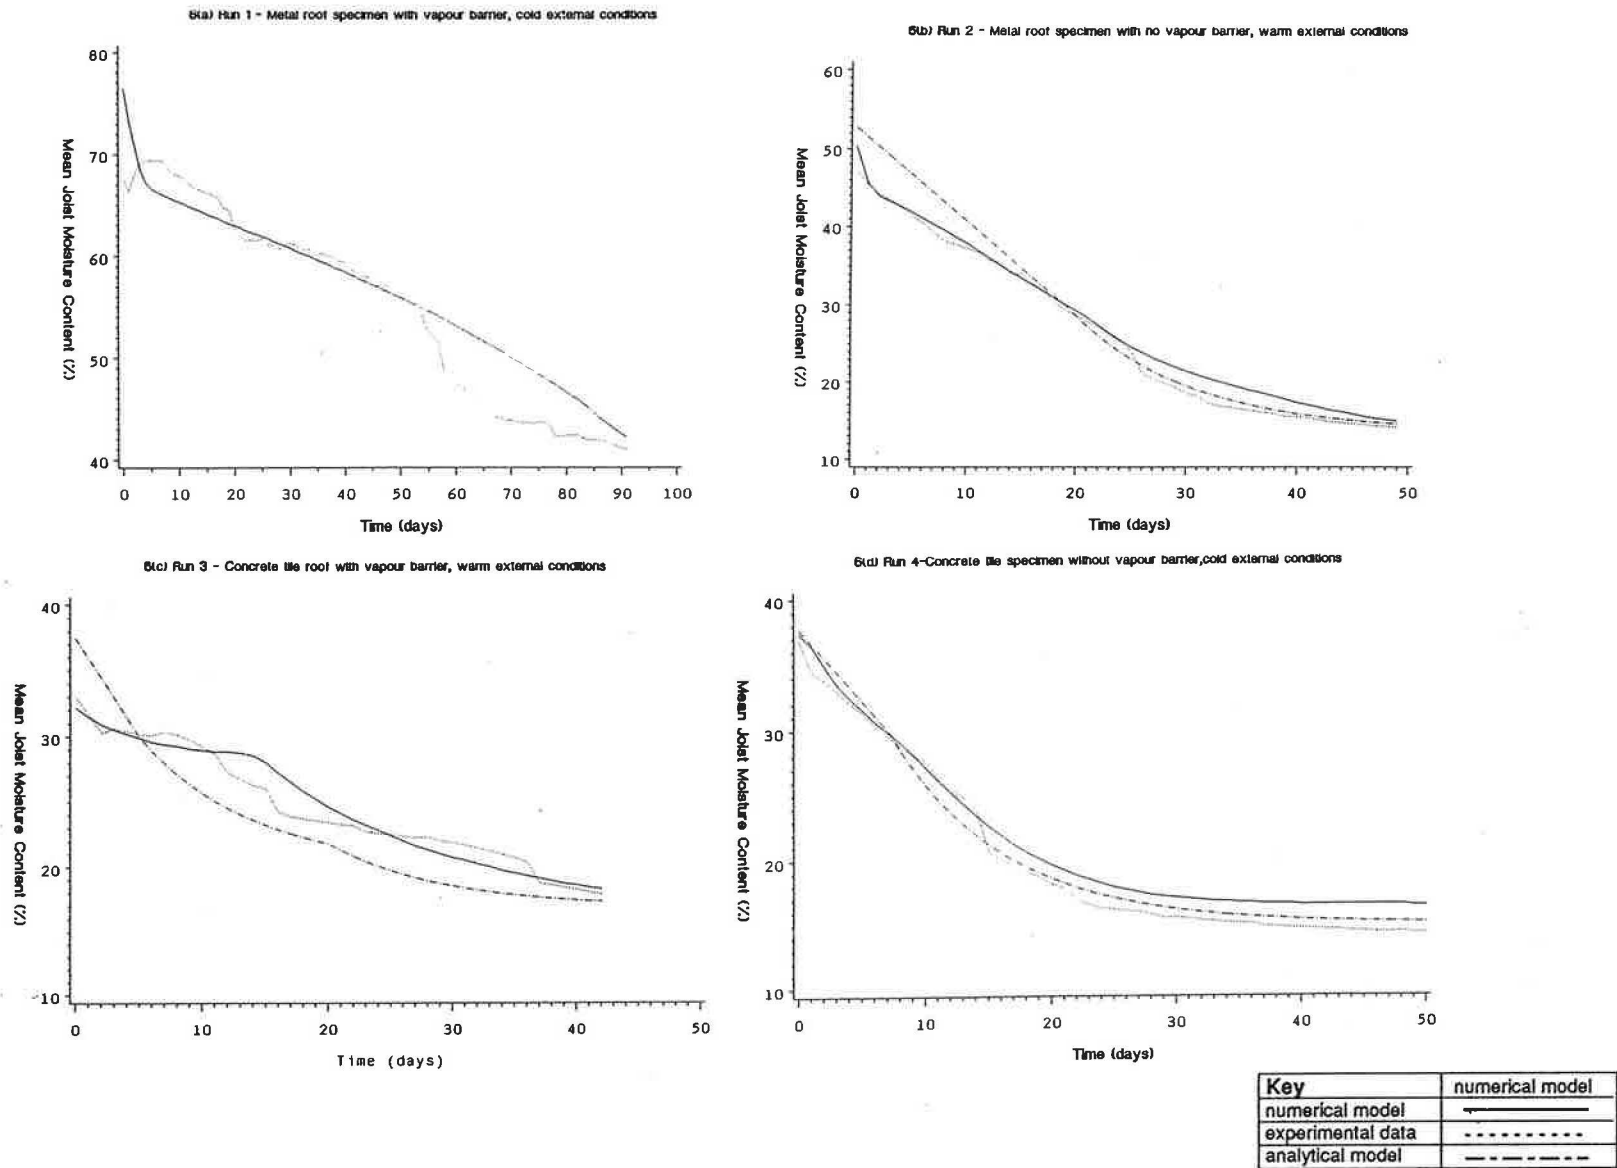 6(a) Run 1 - Metal roof specimen with vapour barrier, cold external conditions
80
70
60
50
40
Mean Joist Moisture Content (%)
0 10 20 30 40 50 60 70 80 90 100
Time (days)
6(b) Run 2 - Metal roof specimen with no vapour barrier, warm external conditions
60
50
40
30
20
10
Mean Joist Moisture Content (%)
0 10 20 30 40 50
Time (days)
6(c) Run 3 - Concrete tile roof with vapour barrier, warm external conditions
40
30
20
10
Mean Joist Moisture Content (%)
0 10 20 30 40 50
Time (days)
6(d) Run 4-Concrete tile specimen without vapour barrier,cold external conditions
40
30
20
10
Mean Joist Moisture Content (%)
0 10 20 30 40 50
Time (days)
Key numerical model
numerical model
experimental data
analytical model